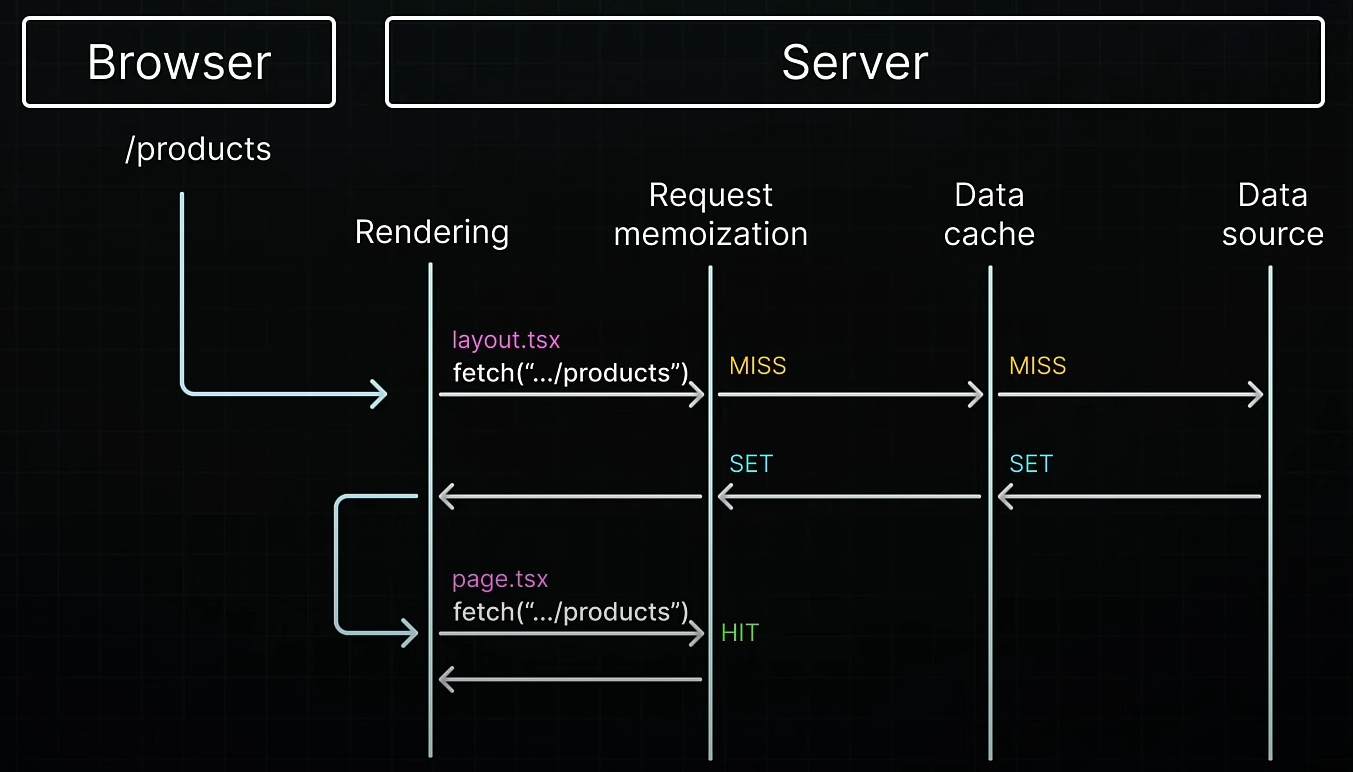 Browser
Server
/products
Rendering
Request
memoization
Data
cache
Data
source
layout.tsx
fetch(“.../products”)
MISS
MISS
SET
SET
page.tsx
fetch(“.../products”)
HIT